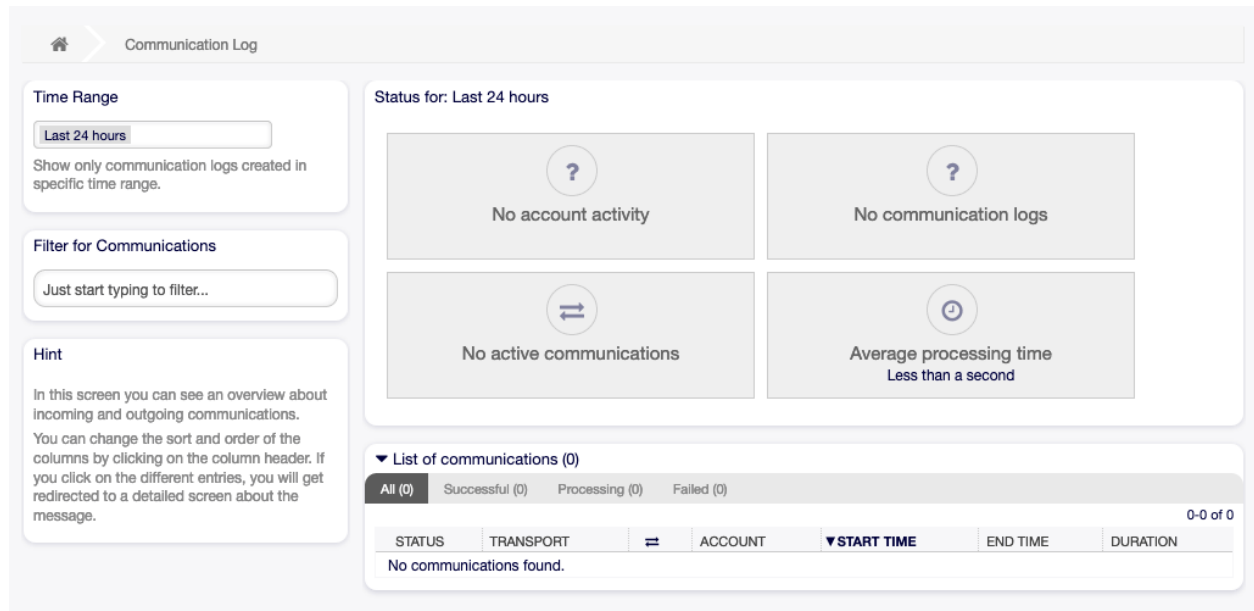 Communication Log
Time Range
Last 24 hours
Show only communication logs created in
specific time range.
Filter for Communications
Just start typing to filter...
Hint
In this screen you can see an overview about
incoming and outgoing communications.
You can change the sort and order of the
columns by clicking on the column header. If
you click on the different entries, you will get
redirected to a detailed screen about the
message.
Status for: Last 24 hours
?
No account activity
?
No communication logs
No active communications
Average processing time
Less than a second
List of communications (0)
All (0) Successful (0) Processing (0) Failed (0)
0-0 of 0
STATUS TRANSPORT ACCOUNT START TIME END TIME DURATION
No communications found.